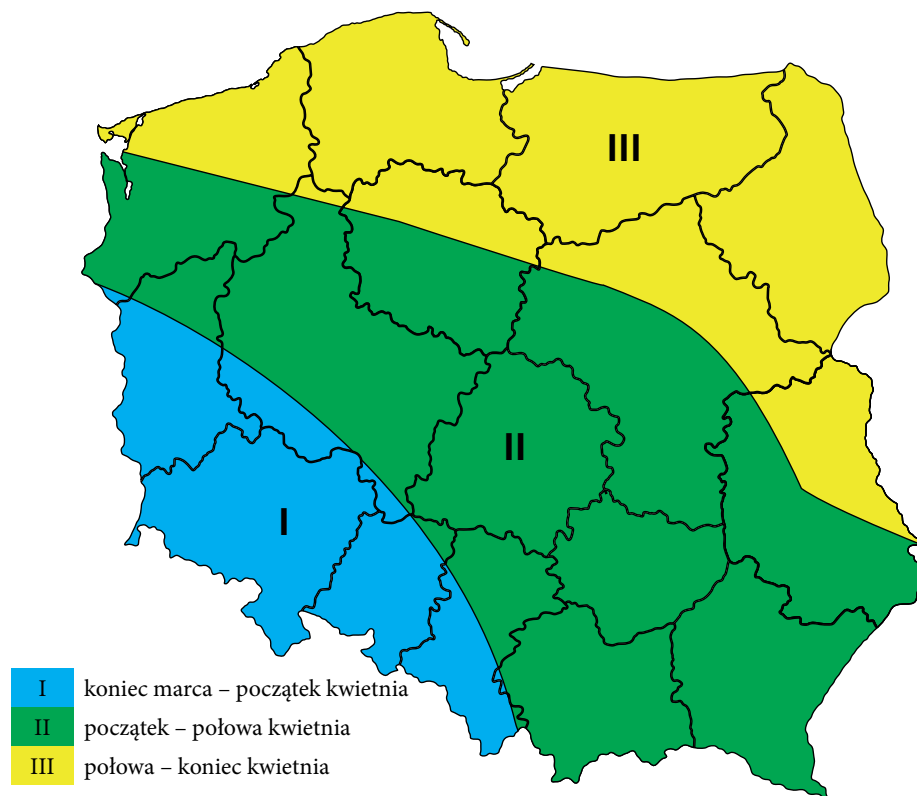 III
II
I
I koniec marca – początek kwietnia
II początek – połowa kwietnia
III połowa – koniec kwietnia